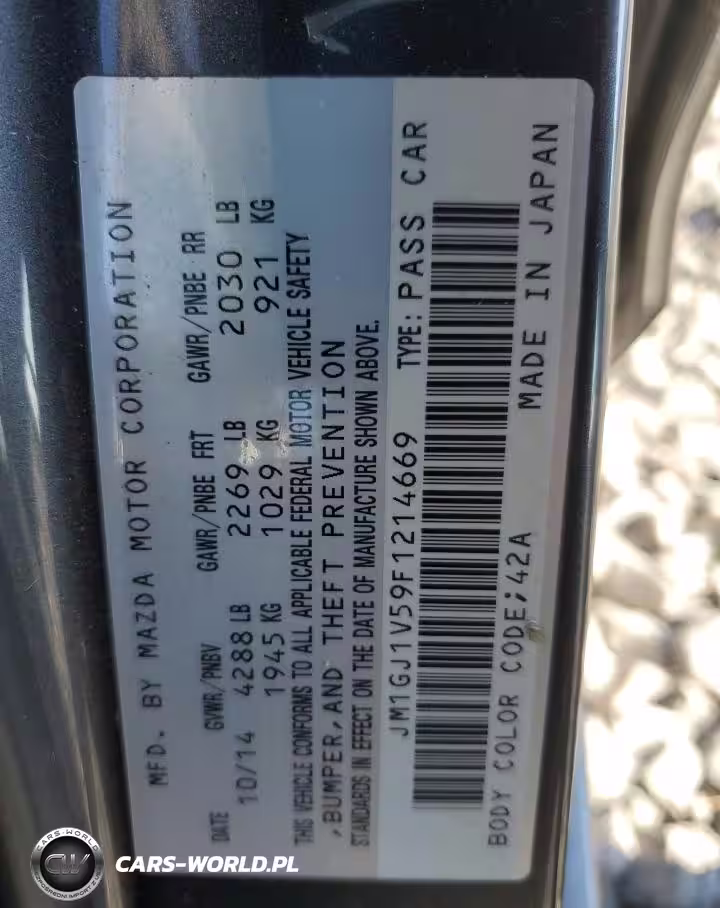 MFD. BY MAZDA MOTOR CORPORATION
DATE GVWR/PNBV GAWR/PNBE FRT GAWR/PNBE RR
10/14 4288 LB 2269 LB 2030 LB
1945 KG 1029 KG 921 KG
THIS VEHICLE CONFORMS TO ALL APPLICABLE FEDERAL MOTOR VEHICLE SAFETY
,BUMPER,AND THEFT PREVENTION
STANDARDS IN EFFECT ON THE DATE OF MANUFACTURE SHOWN ABOVE.
JM1GJ1V59F1214669 TYPE: PASS CAR
BODY COLOR CODE;42A MADE IN JAPAN
CARS-WORLD
CW
CARS-WORLD.PL